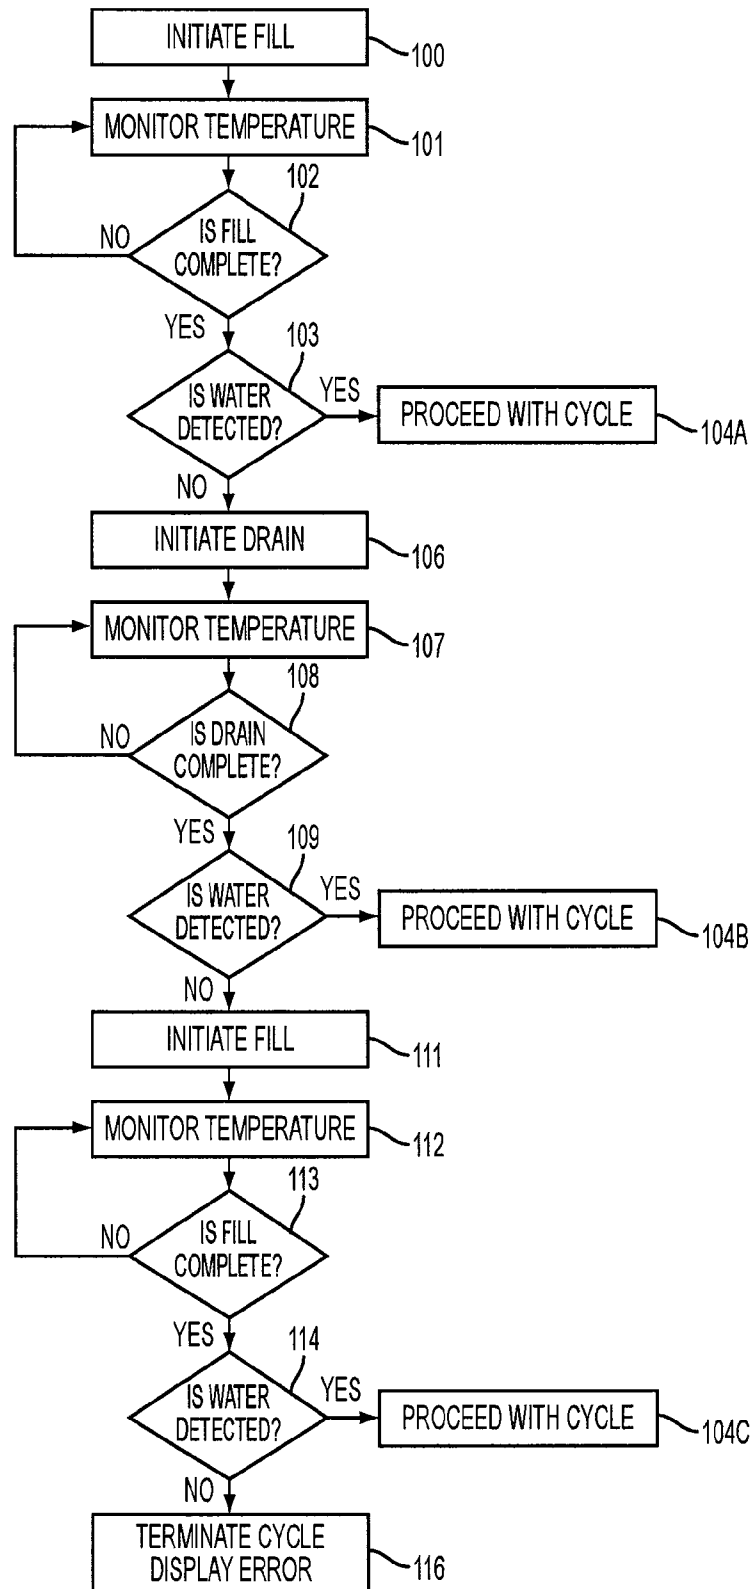 INITIATE FILL
100
MONITOR TEMPERATURE
101
102
IS FILL
COMPLETE?
NO
YES
103
IS WATER
DETECTED?
YES
PROCEED WITH CYCLE
104A
NO
INITIATE DRAIN
106
MONITOR TEMPERATURE
107
108
IS DRAIN
COMPLETE?
NO
YES
109
IS WATER
DETECTED?
YES
PROCEED WITH CYCLE
104B
NO
INITIATE FILL
111
MONITOR TEMPERATURE
112
113
IS FILL
COMPLETE?
NO
YES
114
IS WATER
DETECTED?
YES
PROCEED WITH CYCLE
104C
NO
TERMINATE CYCLE
DISPLAY ERROR
116